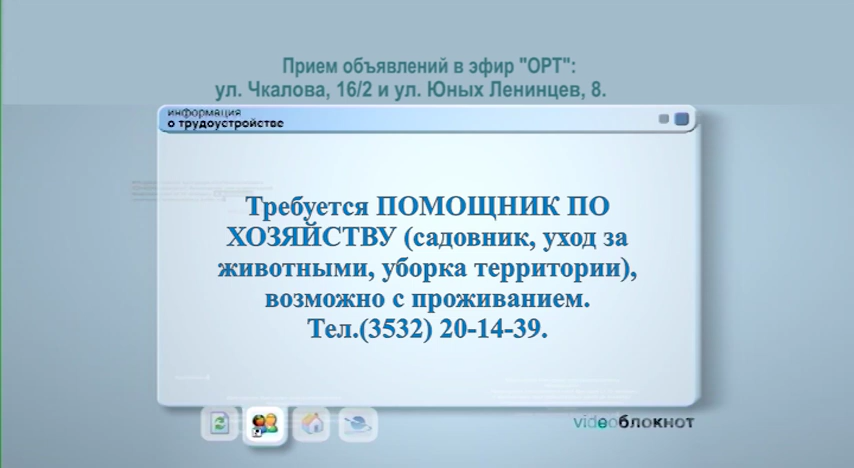 Прием объявлений в эфир "ОРТ":
ул. Чкалова, 16/2 и ул. Юных Ленинцев, 8.
информация
о трудоустройстве
Требуется ПОМОЩНИК ПО
ХОЗЯЙСТВУ (садовник, уход за
животными, уборка территории),
возможно с проживанием.
Тел.(3532) 20-14-39.
videoблокнот